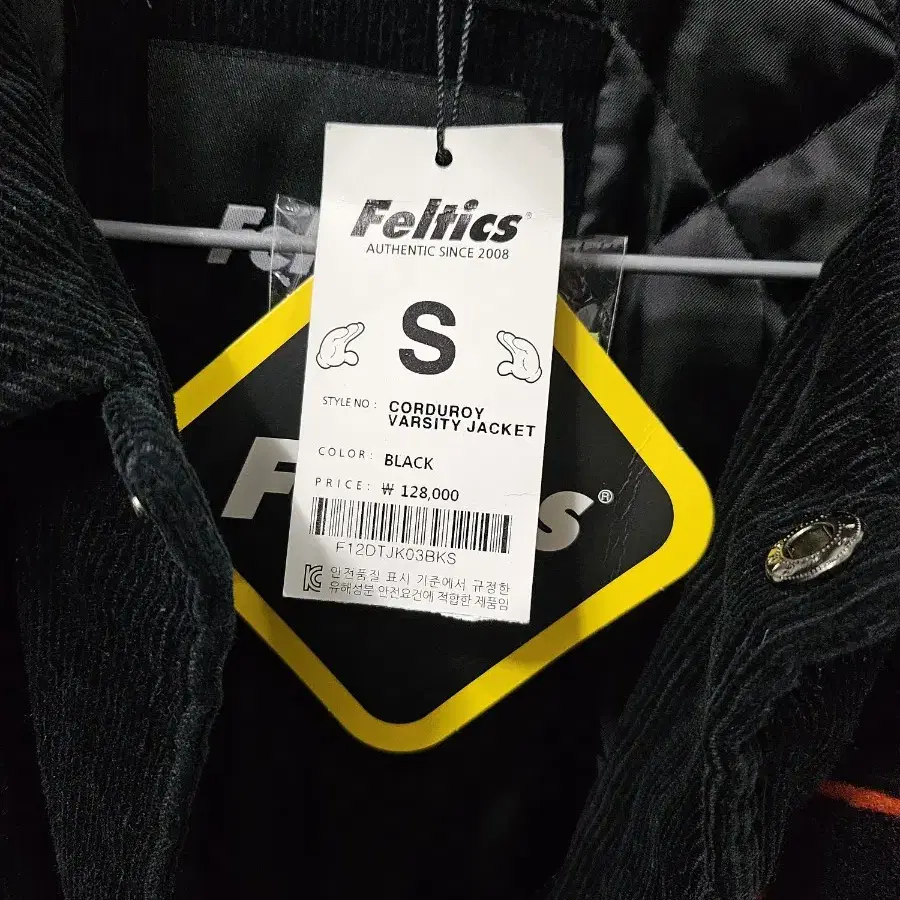 Feltics®
AUTHENTIC SINCE 2008
S
STYLE NO : CORDUROY
VARSITY JACKET
COLOR: BLACK
PRICE: ₩ 128,000
F12DTJK03BKS
안전품질 표시 기준에서 규정한
유해성분 안전요건에 적합한 제품임